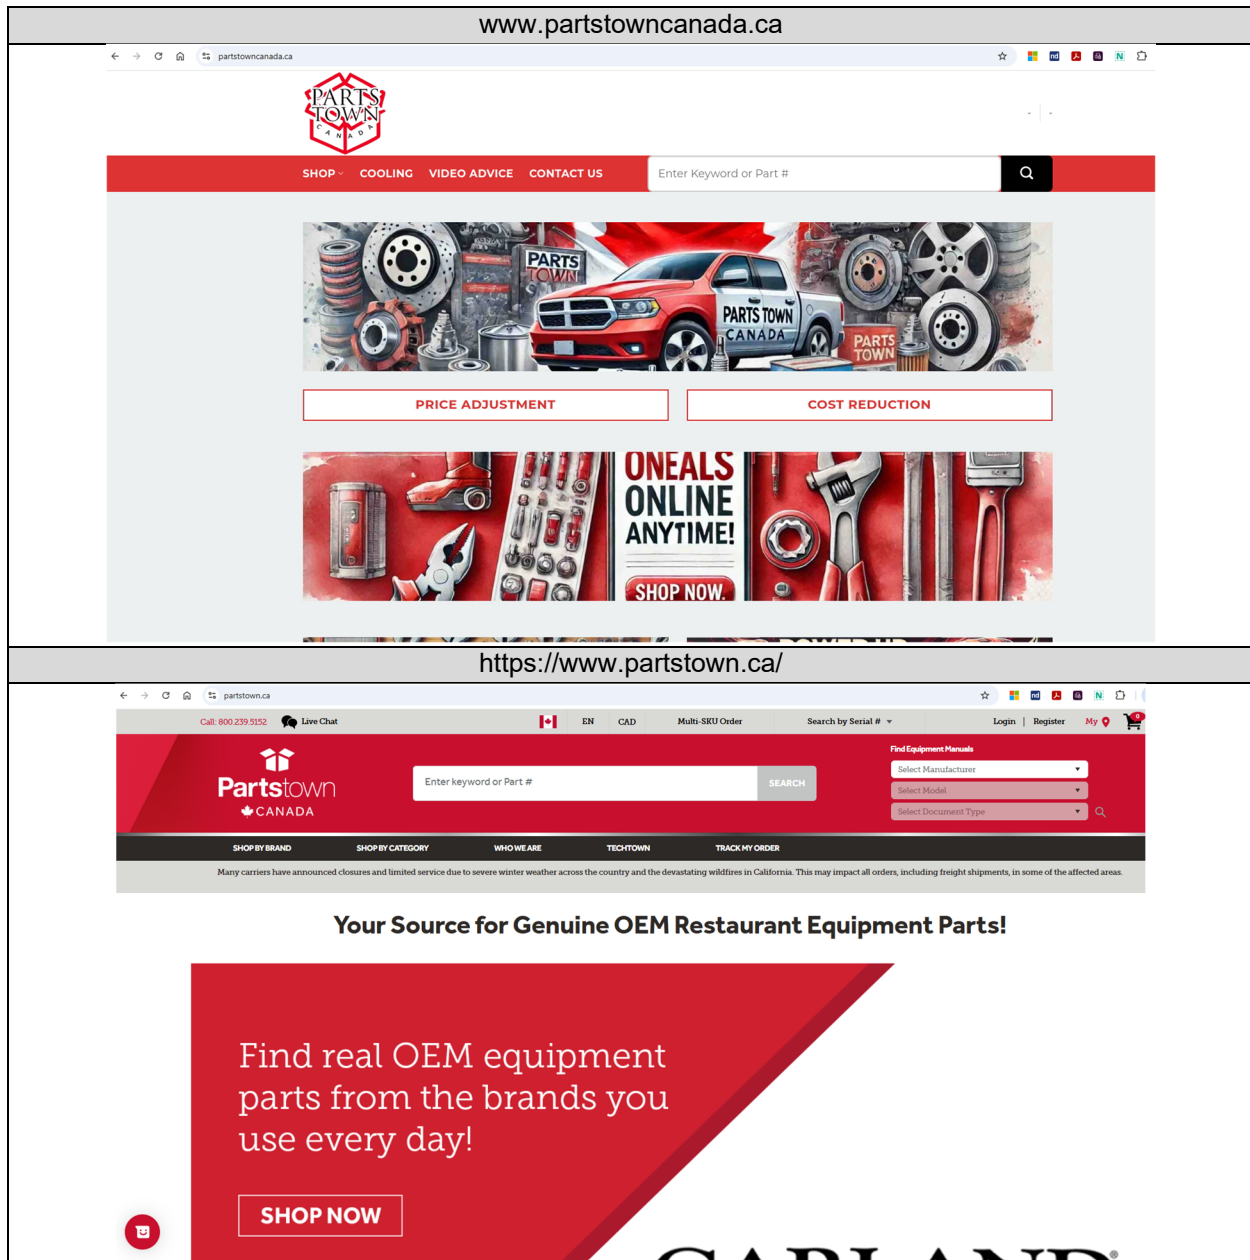 www.partstowncanada.ca
partstowncanada.ca
PARTS
TOWN
CANADA
SHOP
COOLING
VIDEO ADVICE
CONTACT US
Enter Keyword or Part #
PARTS
TOWN
PARTS TOWN
CANADA
PARTS
TOWN
PRICE ADJUSTMENT
COST REDUCTION
ONEALS
ONLINE
ANYTIME!
SHOP NOW.
https://www.partstown.ca/
partstown.ca
Call: 800.239.5152
Live Chat
EN
CAD
Multi-SKU Order
Search by Serial #
Login | Register
My
0
Partstown
CANADA
Enter keyword or Part #
SEARCH
Find Equipment Manuals
Select Manufacturer
Select Model
Select Document Type
SHOP BY BRAND
SHOP BY CATEGORY
WHO WE ARE
TECHTOWN
TRACK MY ORDER
Many carriers have announced closures and limited service due to severe winter weather across the country and the devastating wildfires in California. This may impact all orders, including freight shipments, in some of the affected areas.
Your Source for Genuine OEM Restaurant Equipment Parts!
Find real OEM equipment
parts from the brands you
use every day!
SHOP NOW
GARLAND®